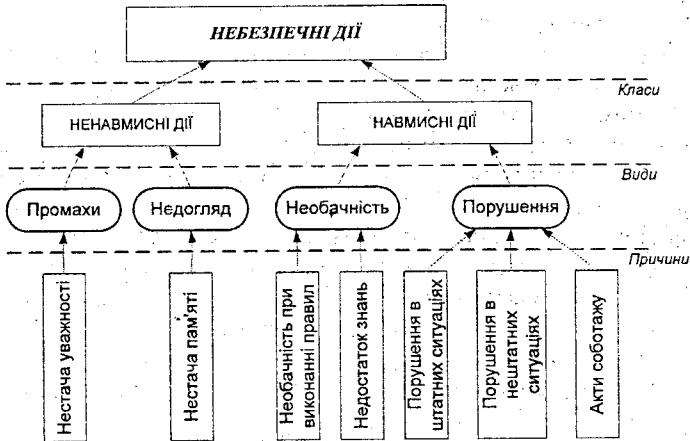 НЕБЕЗПЕЧНІ ДІЇ
Класи
НЕНАВМИСНІ ДІЇ
НАВМИСНІ ДІЇ
Види
Промахи
Недогляд
Необачність
Порушення
Причини
Нестача уважності
Нестача пам'яті
Необачність при
виконанні правил
Недостаток знань
Порушення в
штатних ситуаціях
Порушення в
нештатних
ситуаціях
Акти соботажу